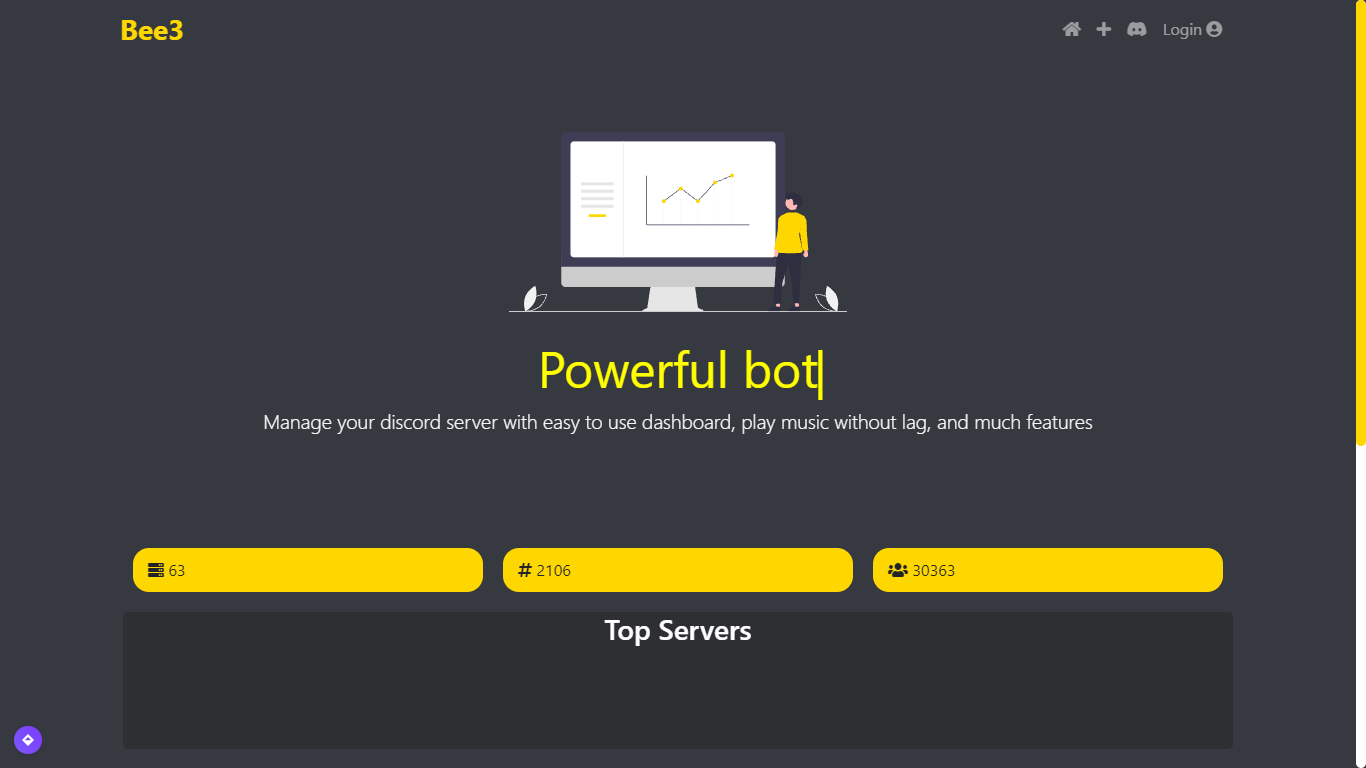 Bee3
Login
Powerful bot
Manage your discord server with easy to use dashboard, play music without lag, and much features
63
2106
30363
Top Servers